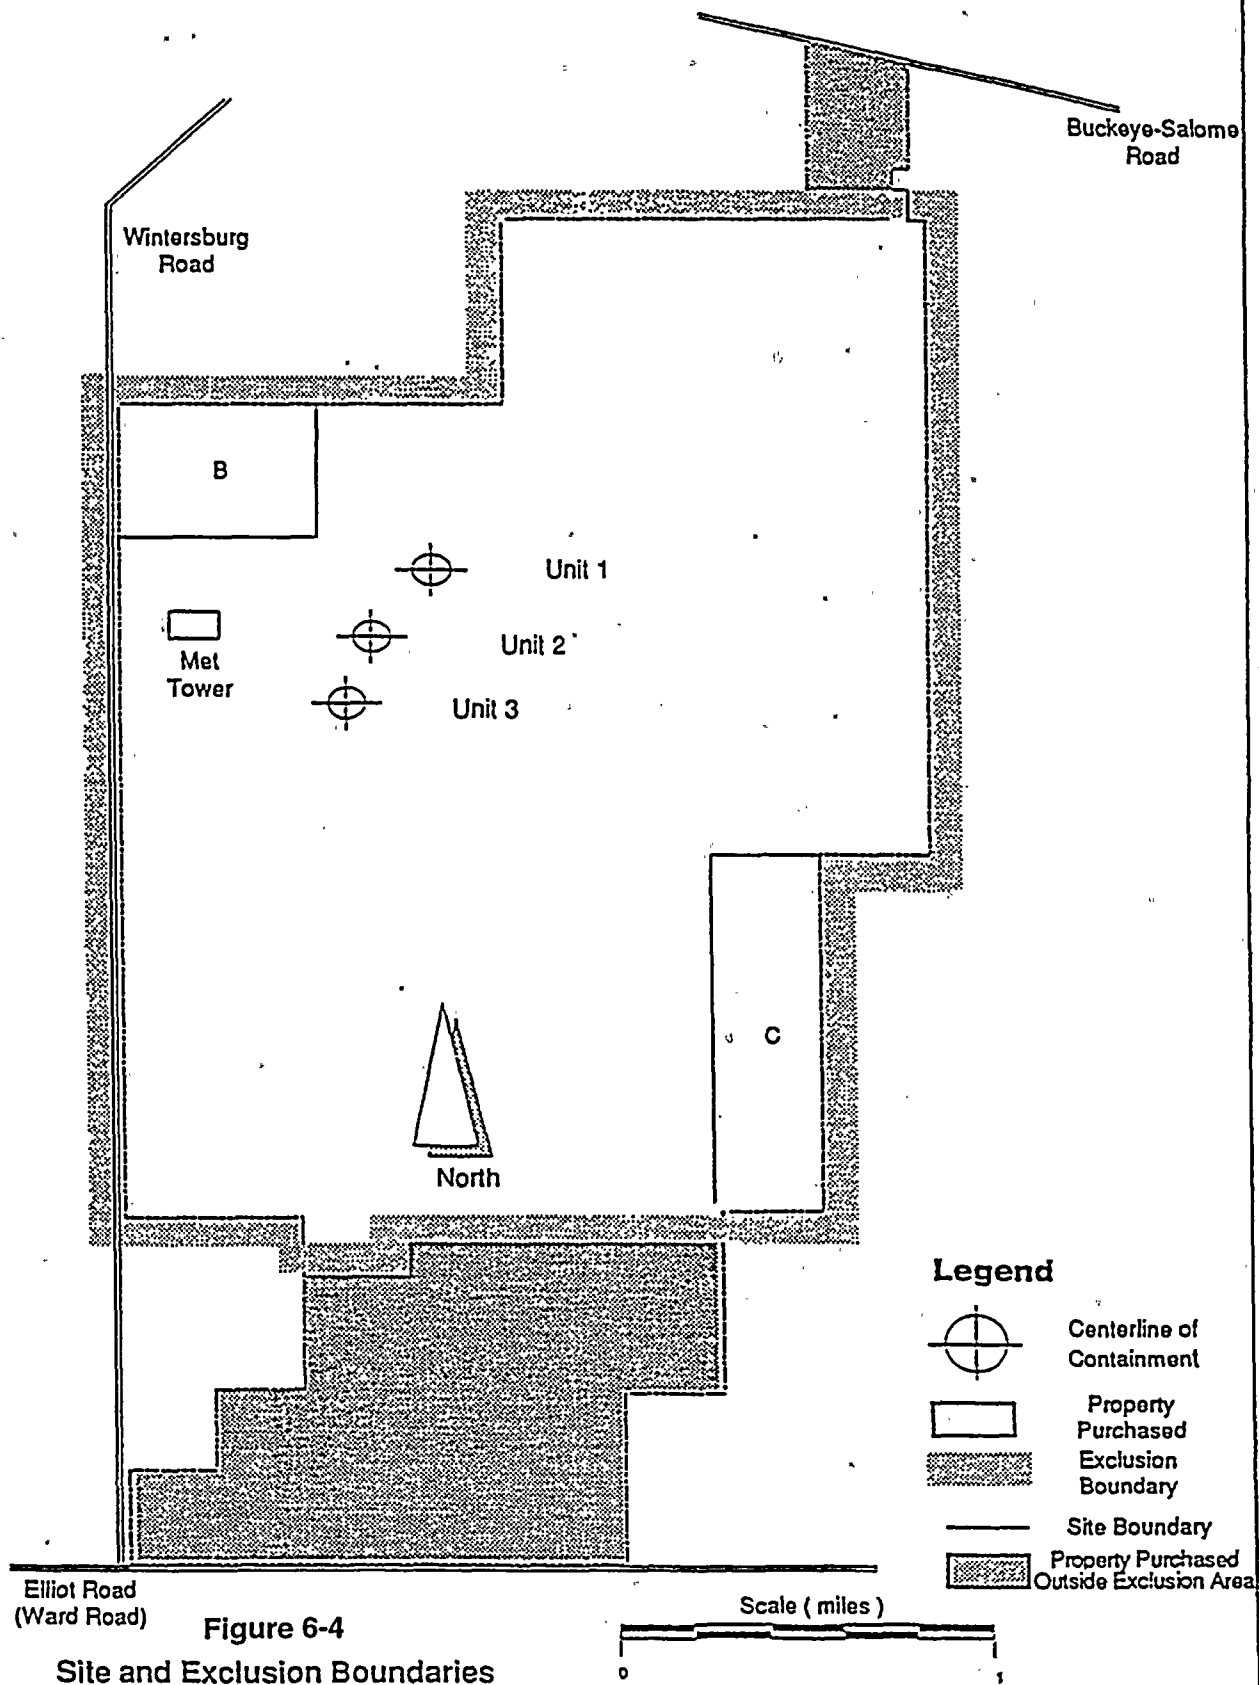 Buckeye-Salome
Road
Wintersburg
Road
B
Unit 1
Unit 2
Met
Tower
Unit 3
C
North
Legend
Centerline of
Containment
Property
Purchased
Exclusion
Boundary
Site Boundary
Property Purchased
Outside Exclusion Area
Elliot Road
(Ward Road)
Scale ( miles )
0
1
Figure 6-4
Site and Exclusion Boundaries